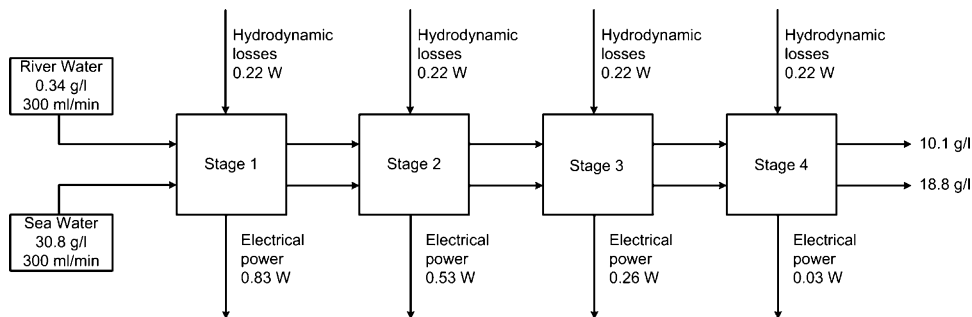 River Water
0.34 g/l
300 ml/min
Sea Water
30.8 g/l
300 ml/min
Hydrodynamic
losses
0.22 W
Stage 1
Electrical
power
0.83 W
Hydrodynamic
losses
0.22 W
Stage 2
Electrical
power
0.53 W
Hydrodynamic
losses
0.22 W
Stage 3
Electrical
power
0.26 W
Hydrodynamic
losses
0.22 W
Stage 4
Electrical
power
0.03 W
10.1 g/l
18.8 g/l